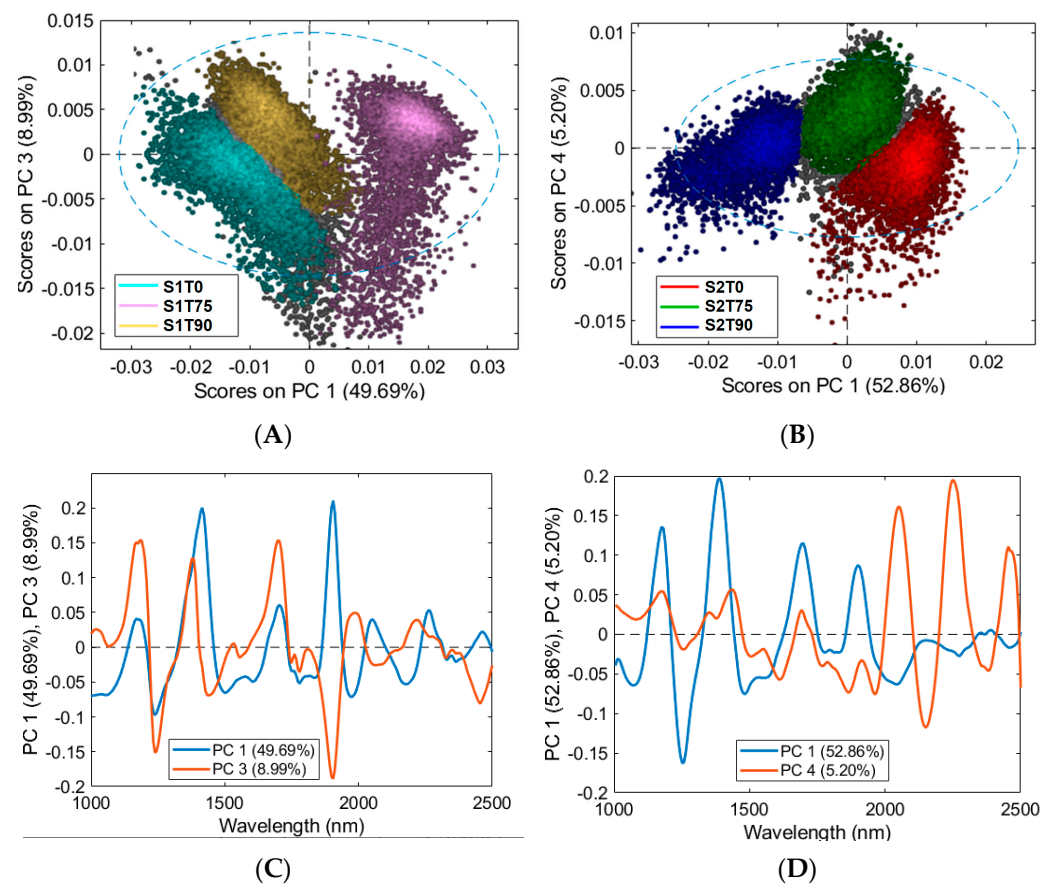 0.015
0.01
0.005
0
-0.005
-0.01
-0.015
-0.02
Scores on PC 3 (8.99%)
S1T0
S1T75
S1T90
-0.03 -0.02 -0.01 0 0.01 0.02 0.03
Scores on PC 1 (49.69%)
(A)
0.01
0.005
0
-0.005
-0.01
-0.015
Scores on PC 4 (5.20%)
S2T0
S2T75
S2T90
-0.03 -0.02 -0.01 0 0.01 0.02
Scores on PC 1 (52.86%)
(B)
0.2
0.15
0.1
0.05
0
-0.05
-0.1
-0.15
-0.2
PC 1 (49.69%), PC 3 (8.99%)
PC 1 (49.69%)
PC 3 (8.99%)
1000 1500 2000 2500
Wavelength (nm)
(C)
0.2
0.15
0.1
0.05
0
-0.05
-0.1
-0.15
-0.2
PC 1 (52.86%), PC 4 (5.20%)
PC 1 (52.86%)
PC 4 (5.20%)
1000 1500 2000 2500
Wavelength (nm)
(D)